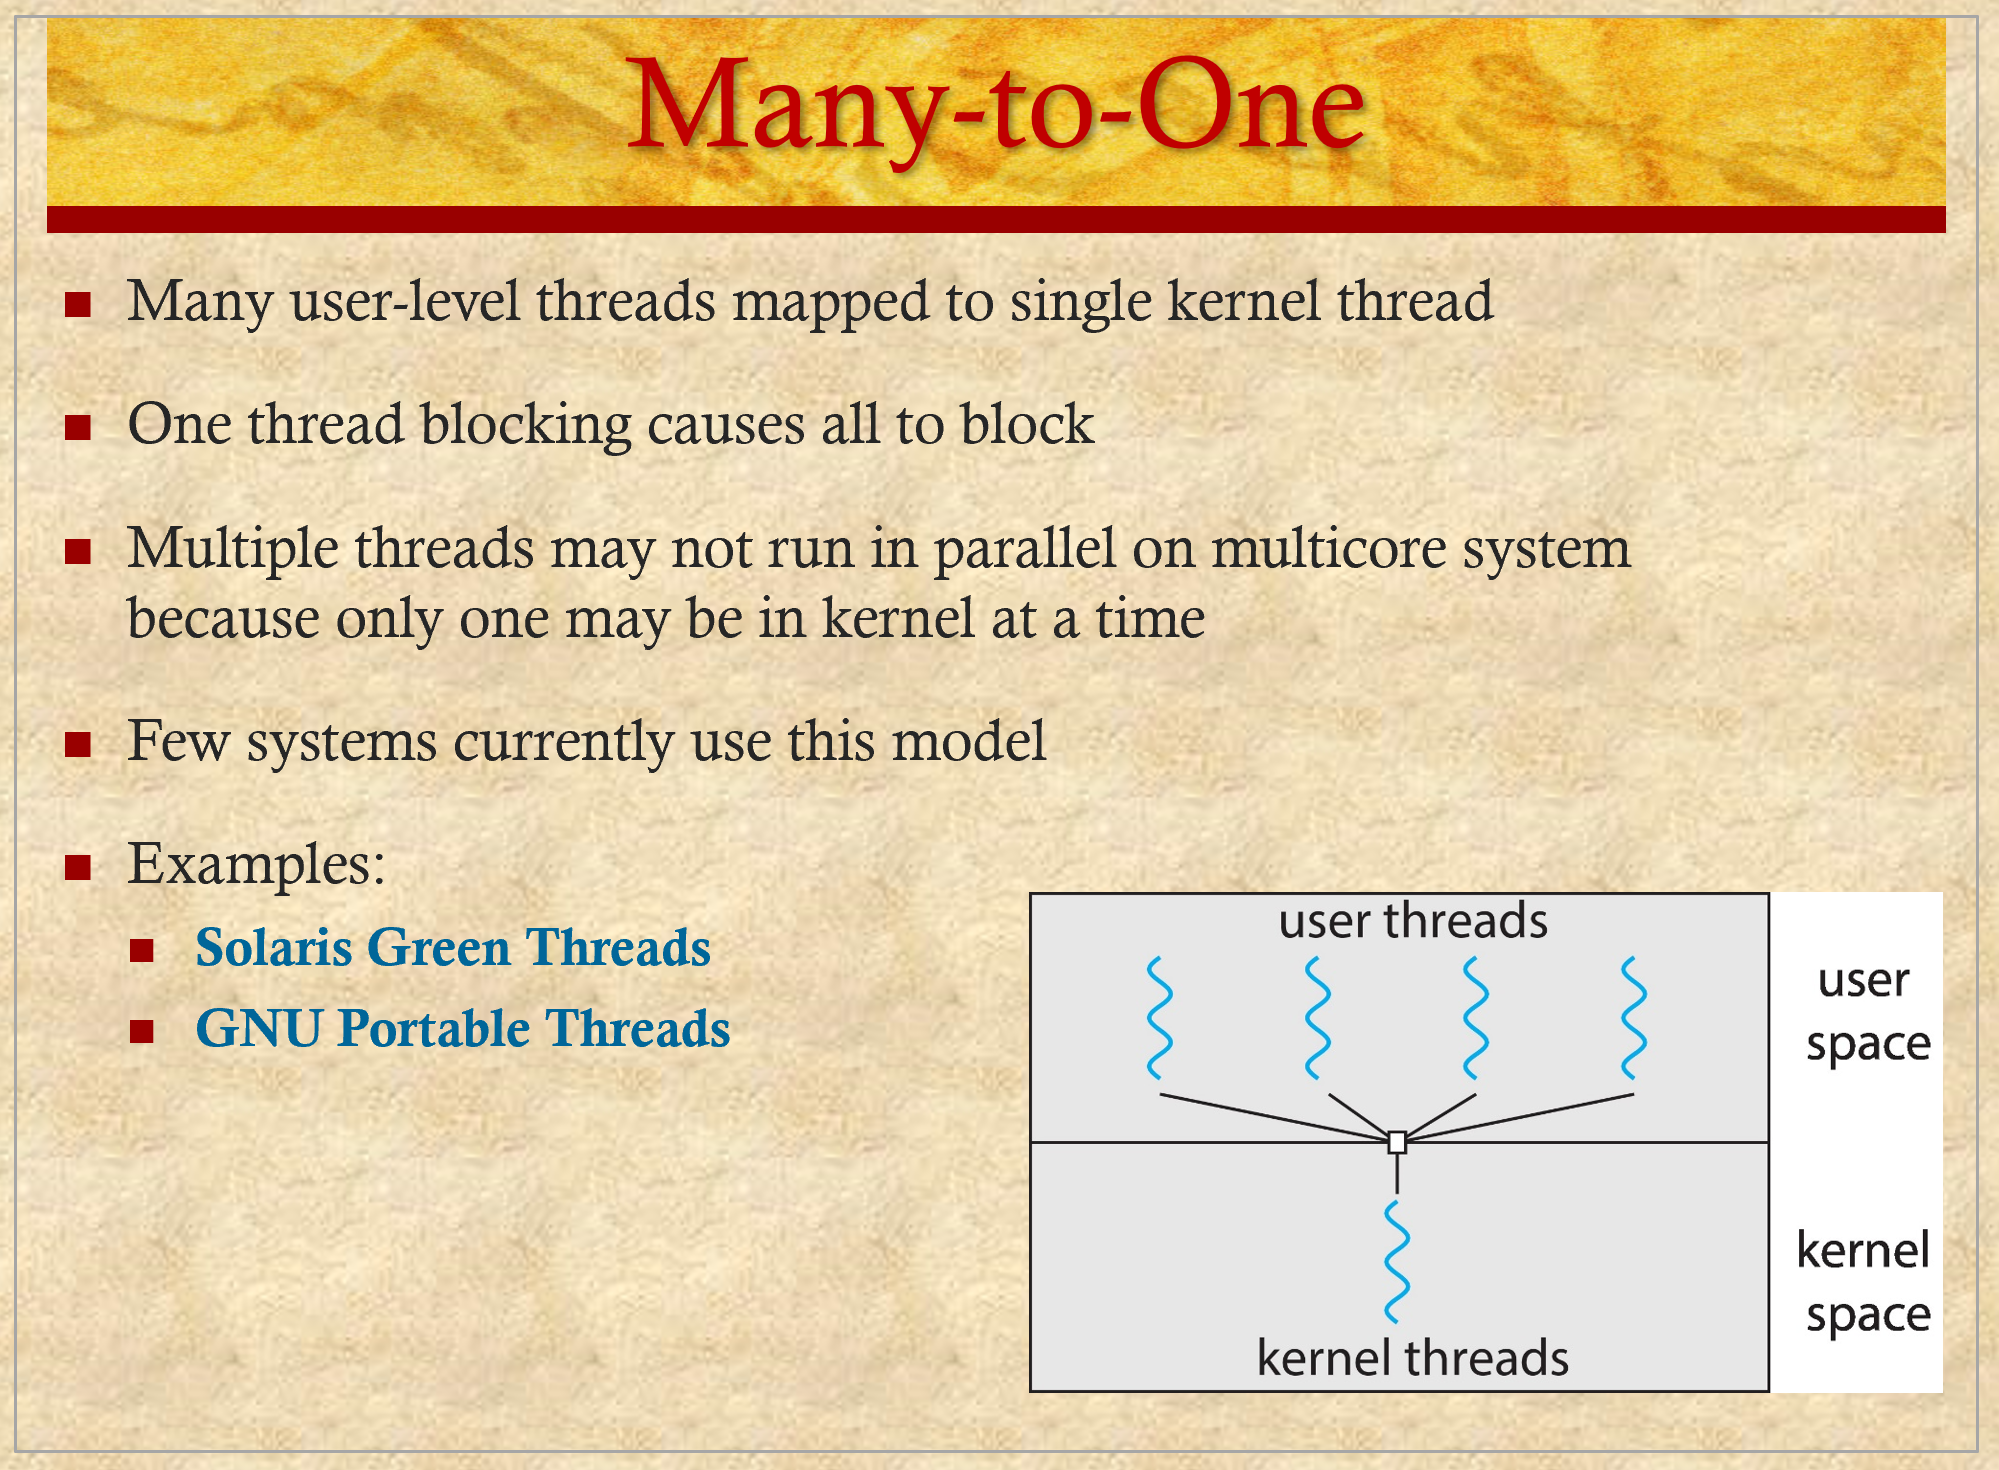 Many-to-One
Many user-level threads mapped to single kernel thread
One thread blocking causes all to block
Multiple threads may not run in parallel on multicore system
because only one may be in kernel at a time
Few systems currently use this model
Examples:
Solaris Green Threads
GNU Portable Threads
user threads
user
space
kernel
space
kernel threads